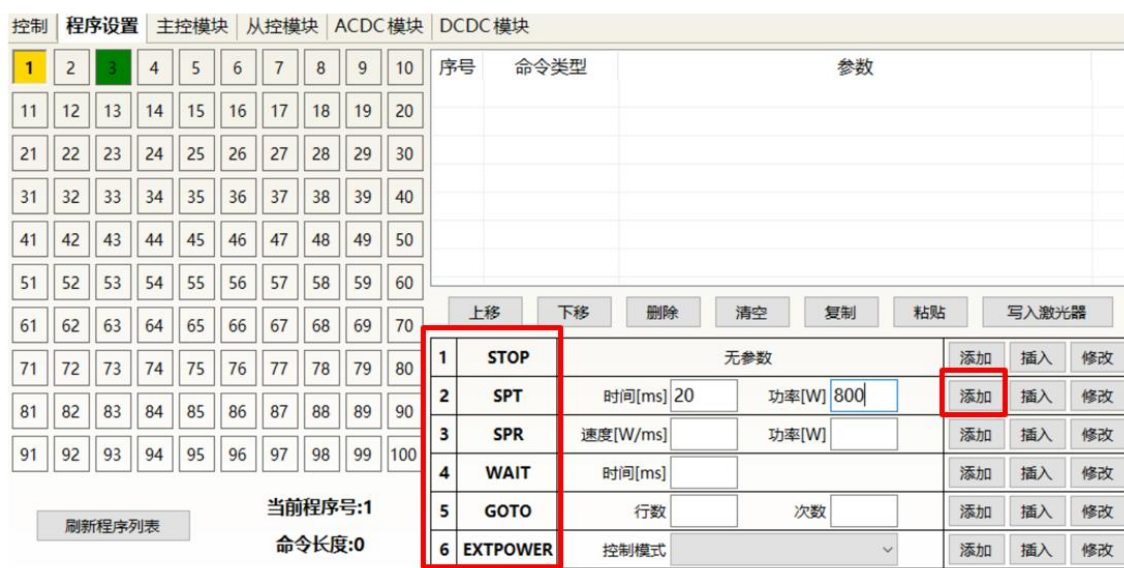 控制 程序设置 主控模块 从控模块 ACDC模块 DCDC模块
1 2 3 4 5 6 7 8 9 10 序号 命令类型 参数
11 12 13 14 15 16 17 18 19 20
21 22 23 24 25 26 27 28 29 30
31 32 33 34 35 36 37 38 39 40
41 42 43 44 45 46 47 48 49 50
51 52 53 54 55 56 57 58 59 60
上移 下移 删除 清空 复制 粘贴 写入激光器
61 62 63 64 65 66 67 68 69 70
1 STOP 无参数 添加 插入 修改
71 72 73 74 75 76 77 78 79 80
2 SPT 时间[ms] 20 功率[W] 800 添加 插入 修改
81 82 83 84 85 86 87 88 89 90
3 SPR 速度[W/ms] 功率[W] 添加 插入 修改
91 92 93 94 95 96 97 98 99 100
4 WAIT 时间[ms] 添加 插入 修改
当前程序号:1
5 GOTO 行数 次数 添加 插入 修改
刷新程序列表
命令长度:0
6 EXTPOWER 控制模式 添加 插入 修改